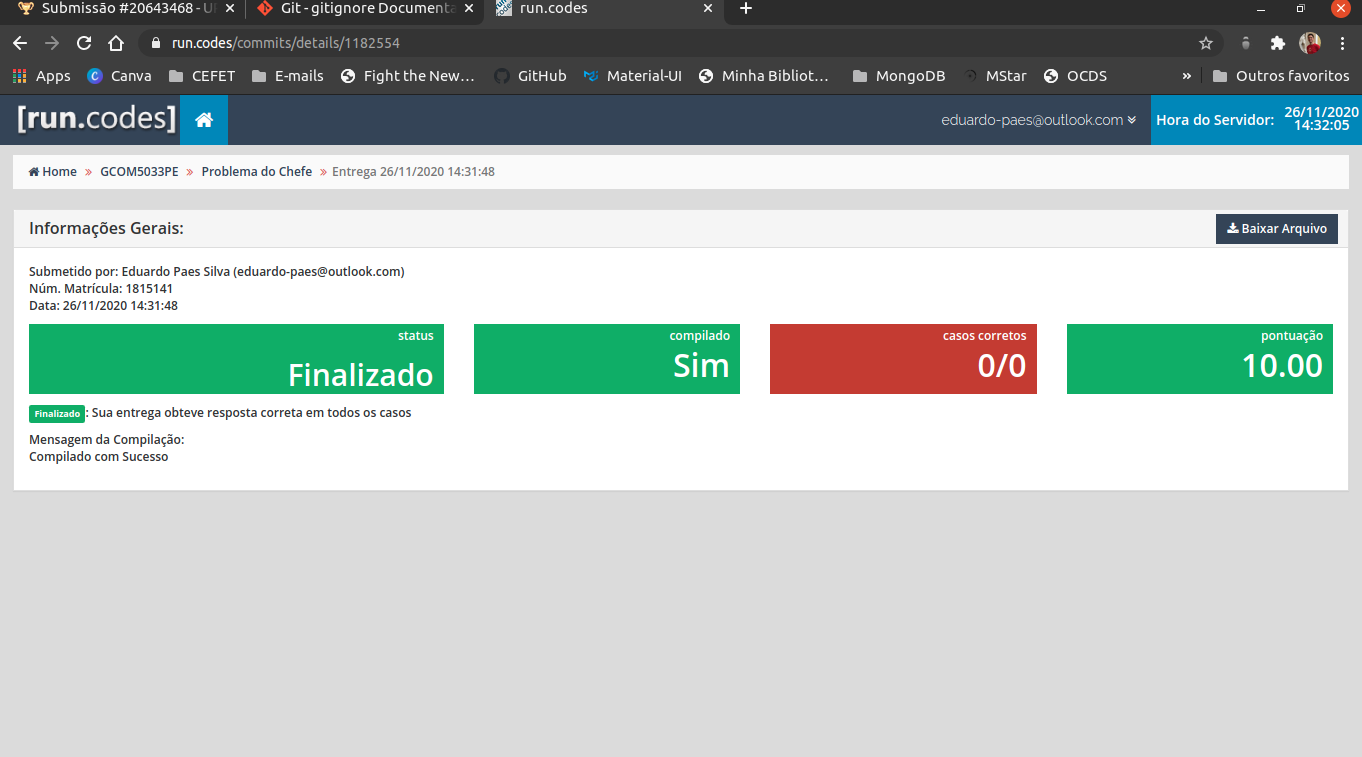 Submissão #20643468 - U
Git - gitignore Documenta
run.codes
run.codes/commits/details/1182554
Apps
Canva
CEFET
E-mails
Fight the New…
GitHub
Material-UI
Minha Bibliot…
MongoDB
MStar
OCDS
»
Outros favoritos
[run.codes]
eduardo-paes@outlook.com
Hora do Servidor:
26/11/2020
14:32:05
Home » GCOM5033PE » Problema do Chefe » Entrega 26/11/2020 14:31:48
Informações Gerais:
Baixar Arquivo
Submetido por: Eduardo Paes Silva (eduardo-paes@outlook.com)
Núm. Matrícula: 1815141
Data: 26/11/2020 14:31:48
status
Finalizado
compilado
Sim
casos corretos
0/0
pontuação
10.00
Finalizado: Sua entrega obteve resposta correta em todos os casos
Mensagem da Compilação:
Compilado com Sucesso